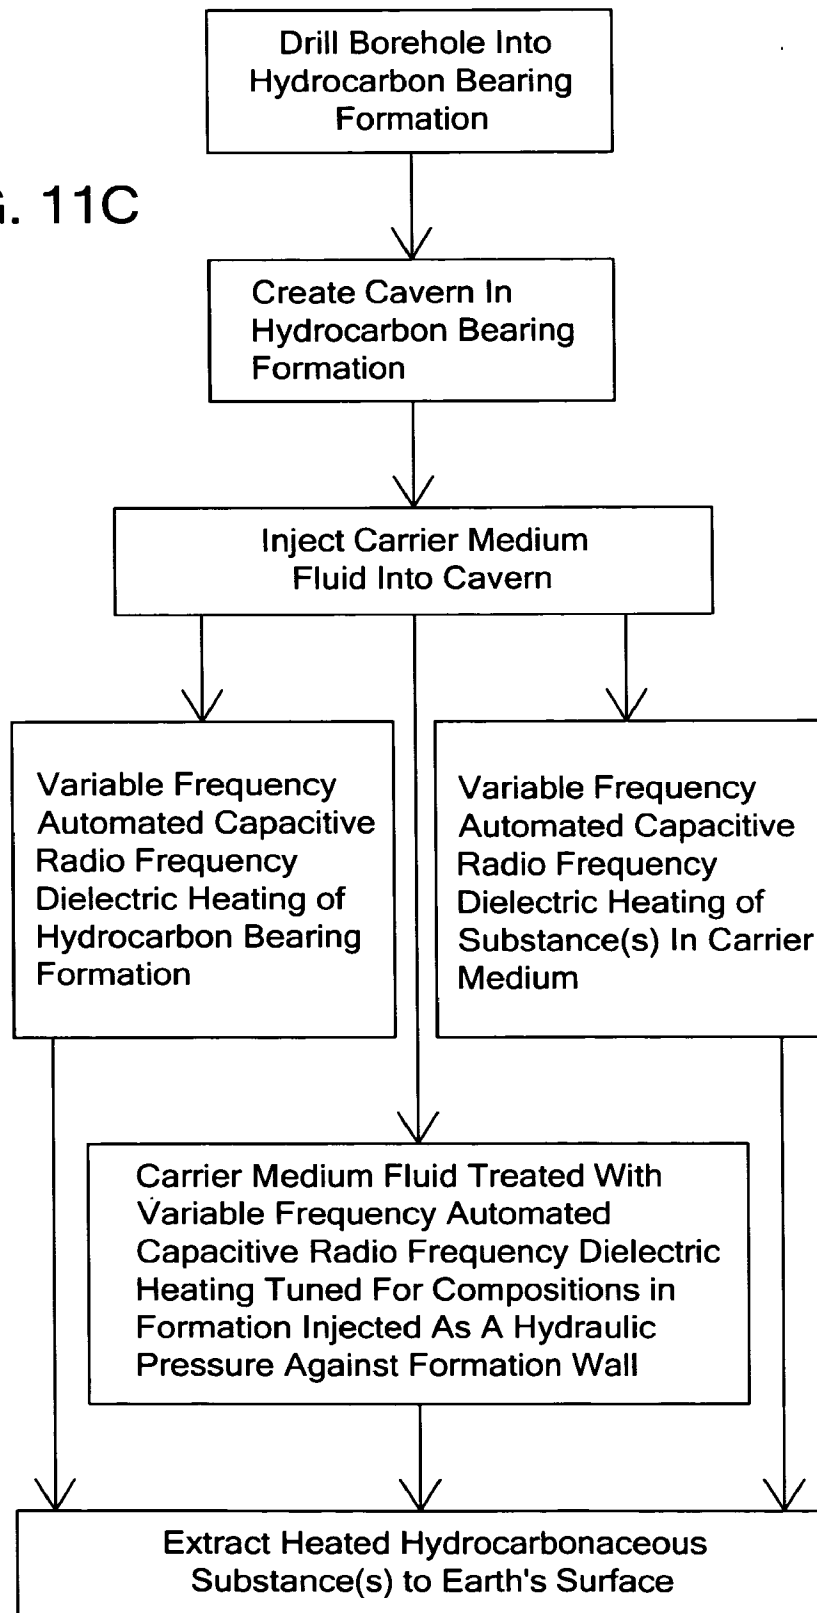 Drill Borehole Into
Hydrocarbon Bearing
Formation
G. 11C
Create Cavern In
Hydrocarbon Bearing
Formation
Inject Carrier Medium
Fluid Into Cavern
Variable Frequency
Automated Capacitive
Radio Frequency
Dielectric Heating of
Hydrocarbon Bearing
Formation
Variable Frequency
Automated Capacitive
Radio Frequency
Dielectric Heating of
Substance(s) In Carrier
Medium
Carrier Medium Fluid Treated With
Variable Frequency Automated
Capacitive Radio Frequency Dielectric
Heating Tuned For Compositions in
Formation Injected As A Hydraulic
Pressure Against Formation Wall
Extract Heated Hydrocarbonaceous
Substance(s) to Earth's Surface